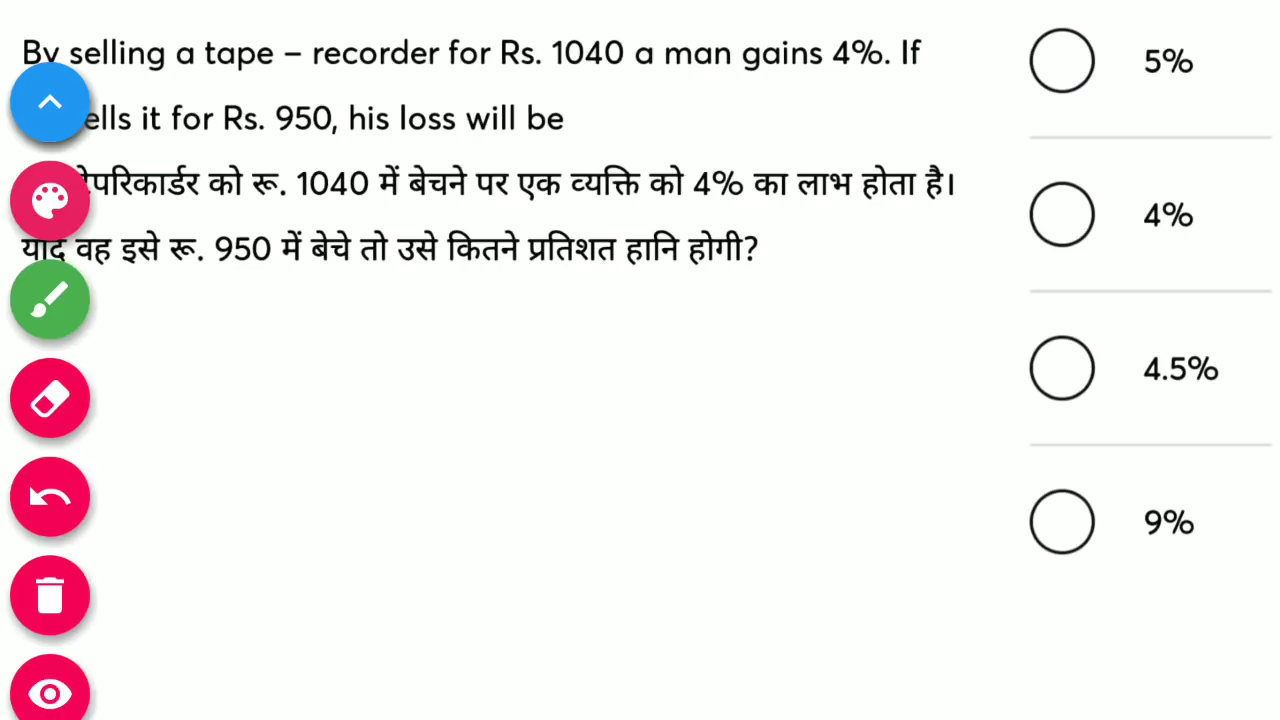 By selling a tape – recorder for Rs. 1040 a man gains 4%. If
ells it for Rs. 950, his loss will be
टेपरिकार्डर को रू. 1040 में बेचने पर एक व्यक्ति को 4% का लाभ होता है।
यदि वह इसे रू. 950 में बेचे तो उसे कितने प्रतिशत हानि होगी?
5%
4%
4.5%
9%